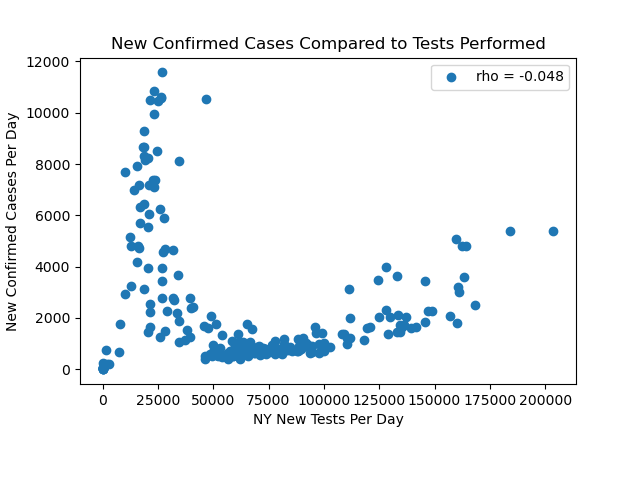 New Confirmed Cases Compared to Tests Performed
rho = -0.048
New Confirmed Caeses Per Day
12000
10000
8000
6000
4000
2000
0
0 25000 50000 75000 100000 125000 150000 175000 200000
NY New Tests Per Day